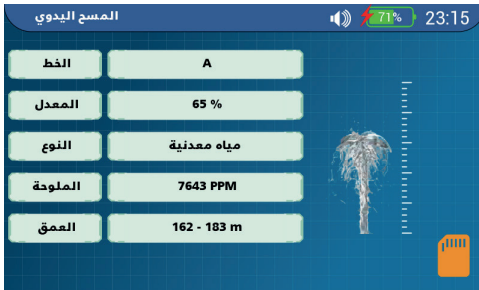 المسح اليدوي
71%
23:15
الخط
A
المعدل
65 %
النوع
مياه معدنية
الملوحة
7643 PPM
العمق
162 - 183 m